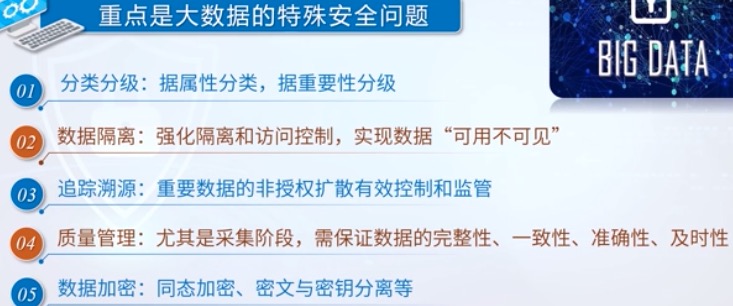 重点是大数据的特殊安全问题
BIG DATA
01 分类分级：据属性分类，据重要性分级
02 数据隔离：强化隔离和访问控制，实现数据“可用不可见”
03 追踪溯源：重要数据的非授权扩散有效控制和监管
04 质量管理：尤其是采集阶段，需保证数据的完整性、一致性、准确性、及时性
05 数据加密：同态加密、密文与密钥分离等